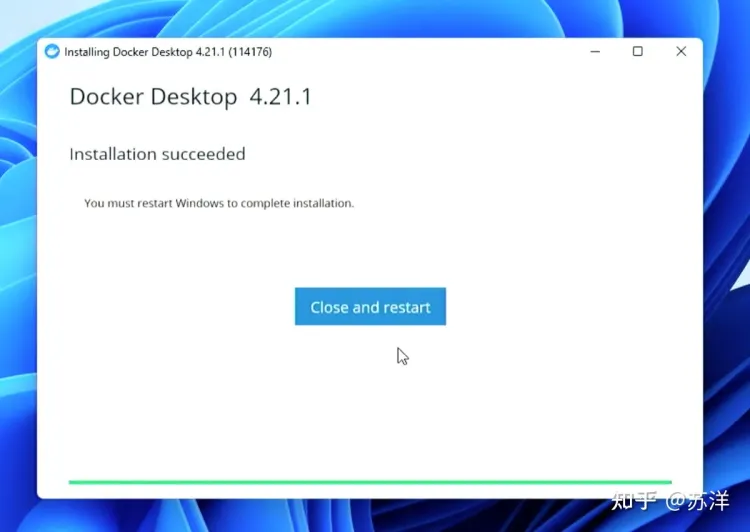 Installing Docker Desktop 4.21.1 (114176)
Docker Desktop 4.21.1
Installation succeeded
You must restart Windows to complete installation.
Close and restart
知乎 @苏洋